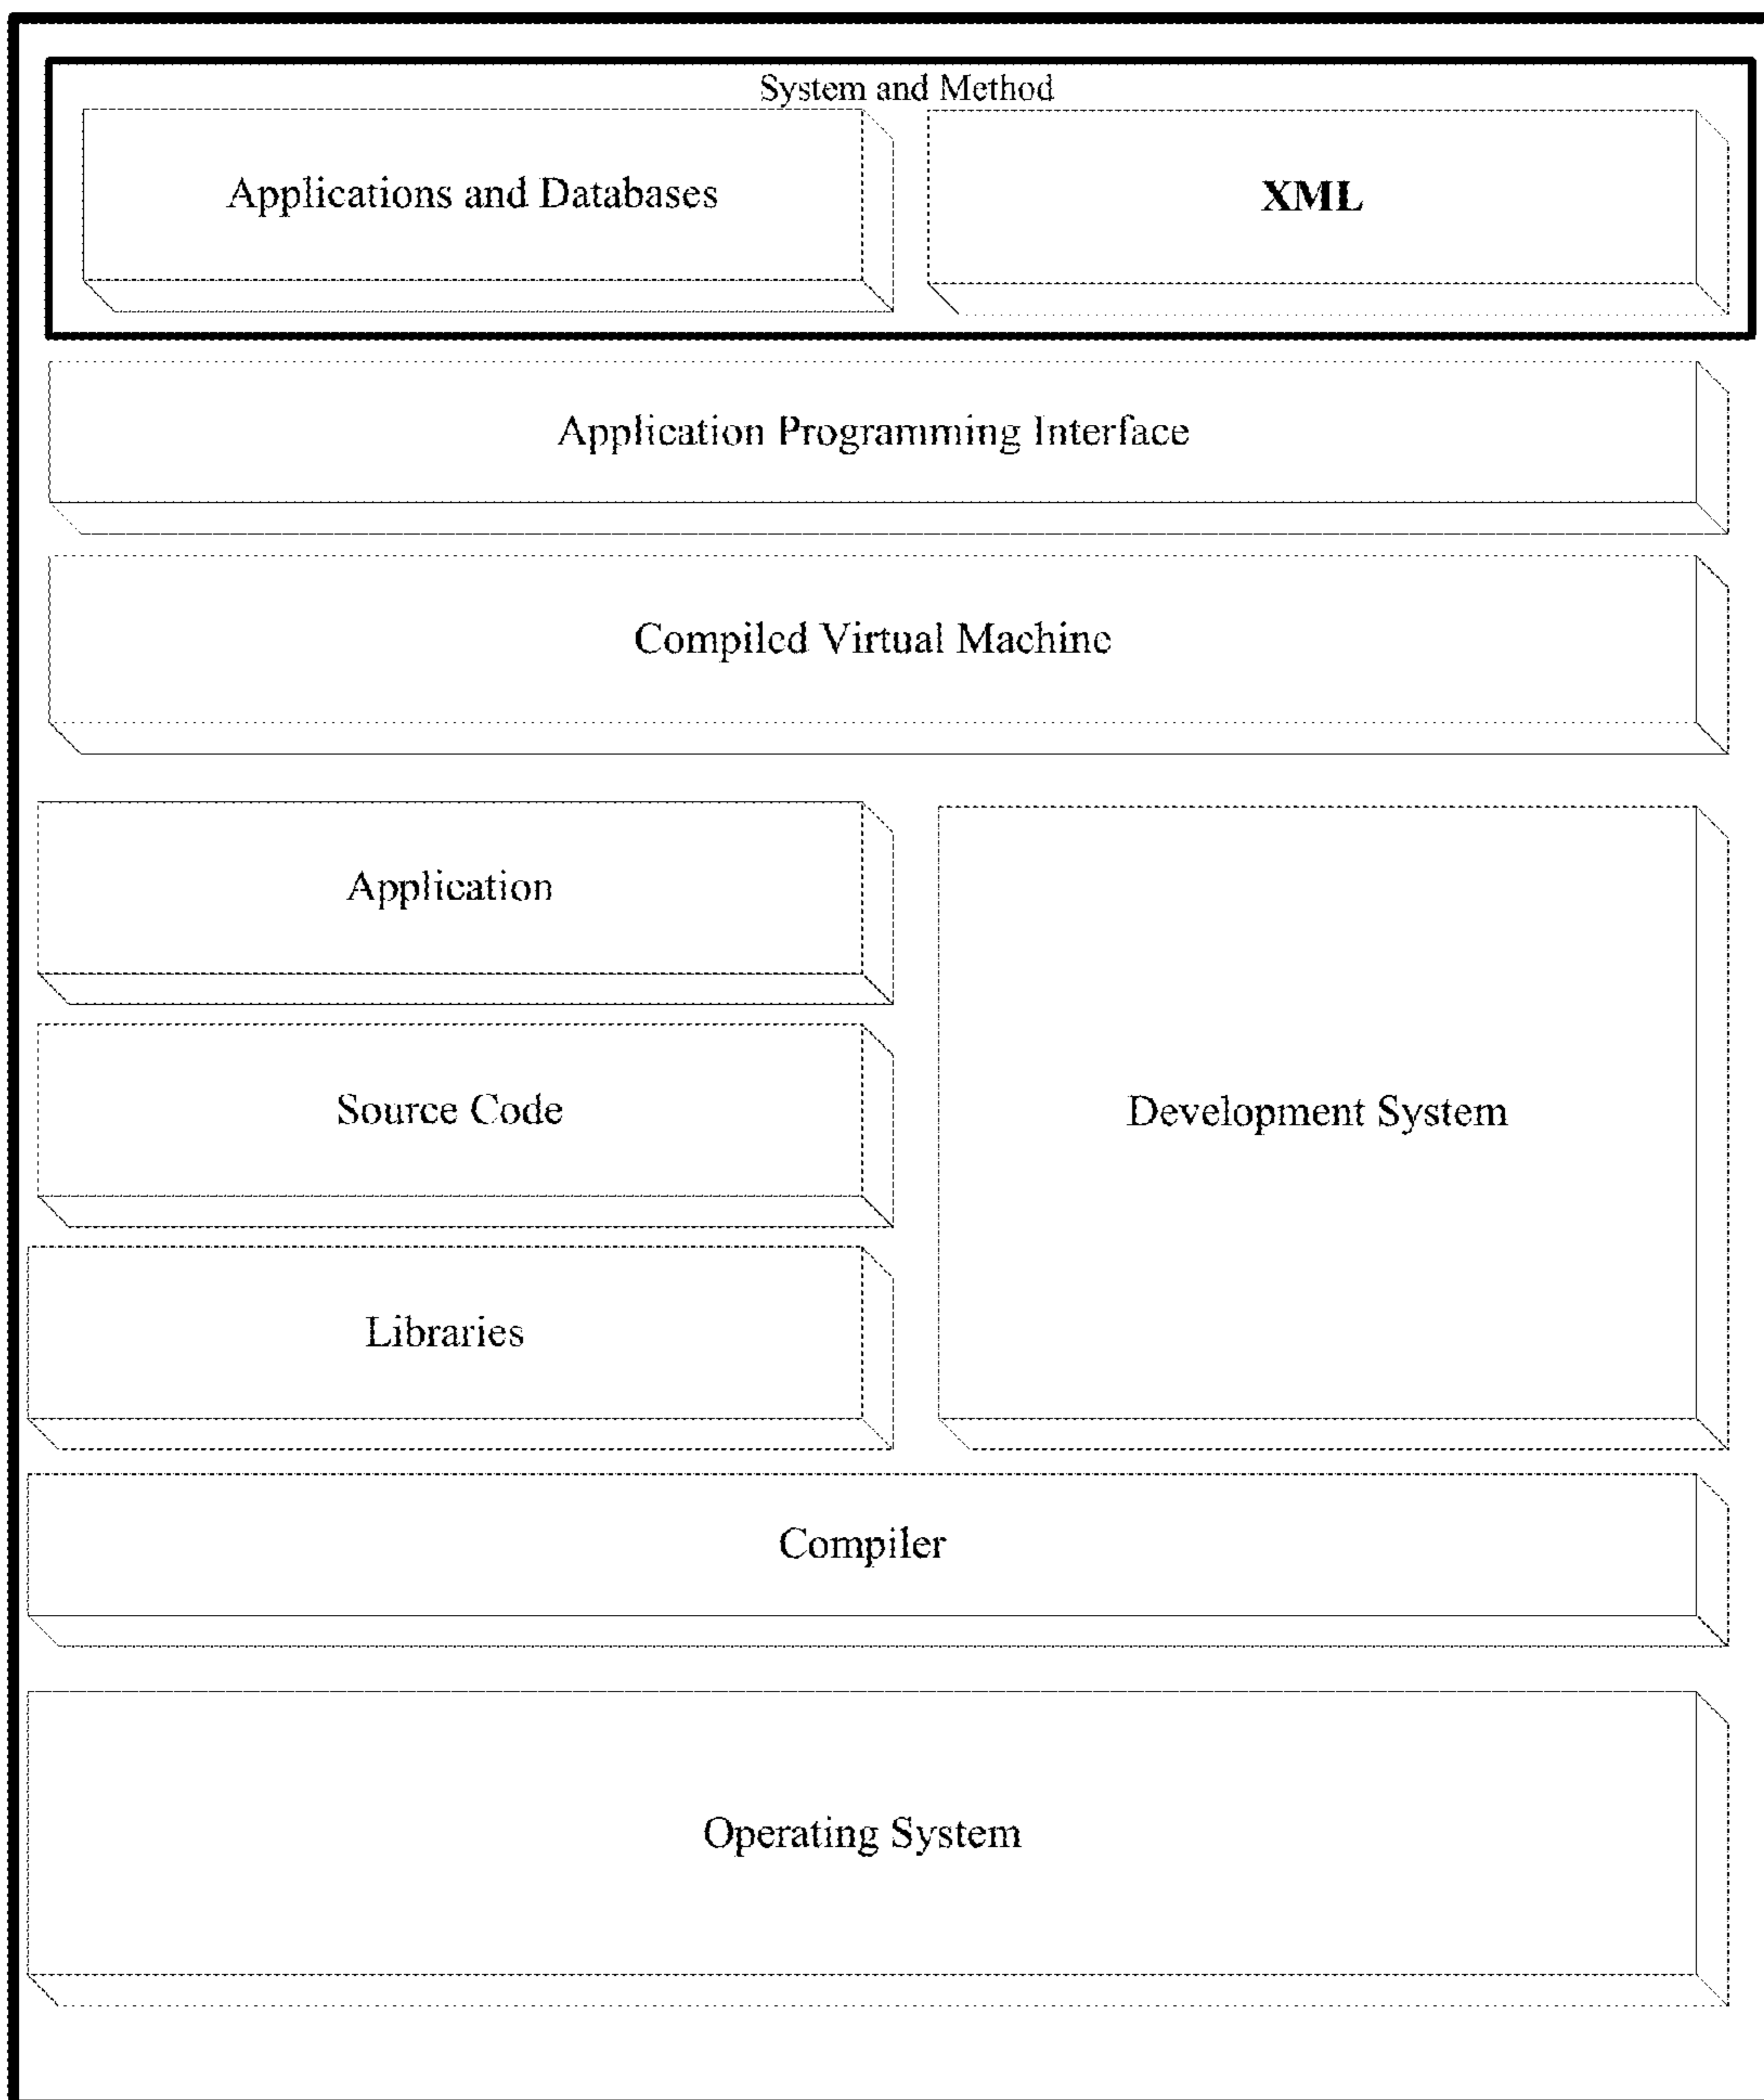 System and Method
Applications and Databases
XML
Application Programming Interface
Compiled Virtual Machine
Application
Source Code
Development System
Libraries
Compiler
Operating System